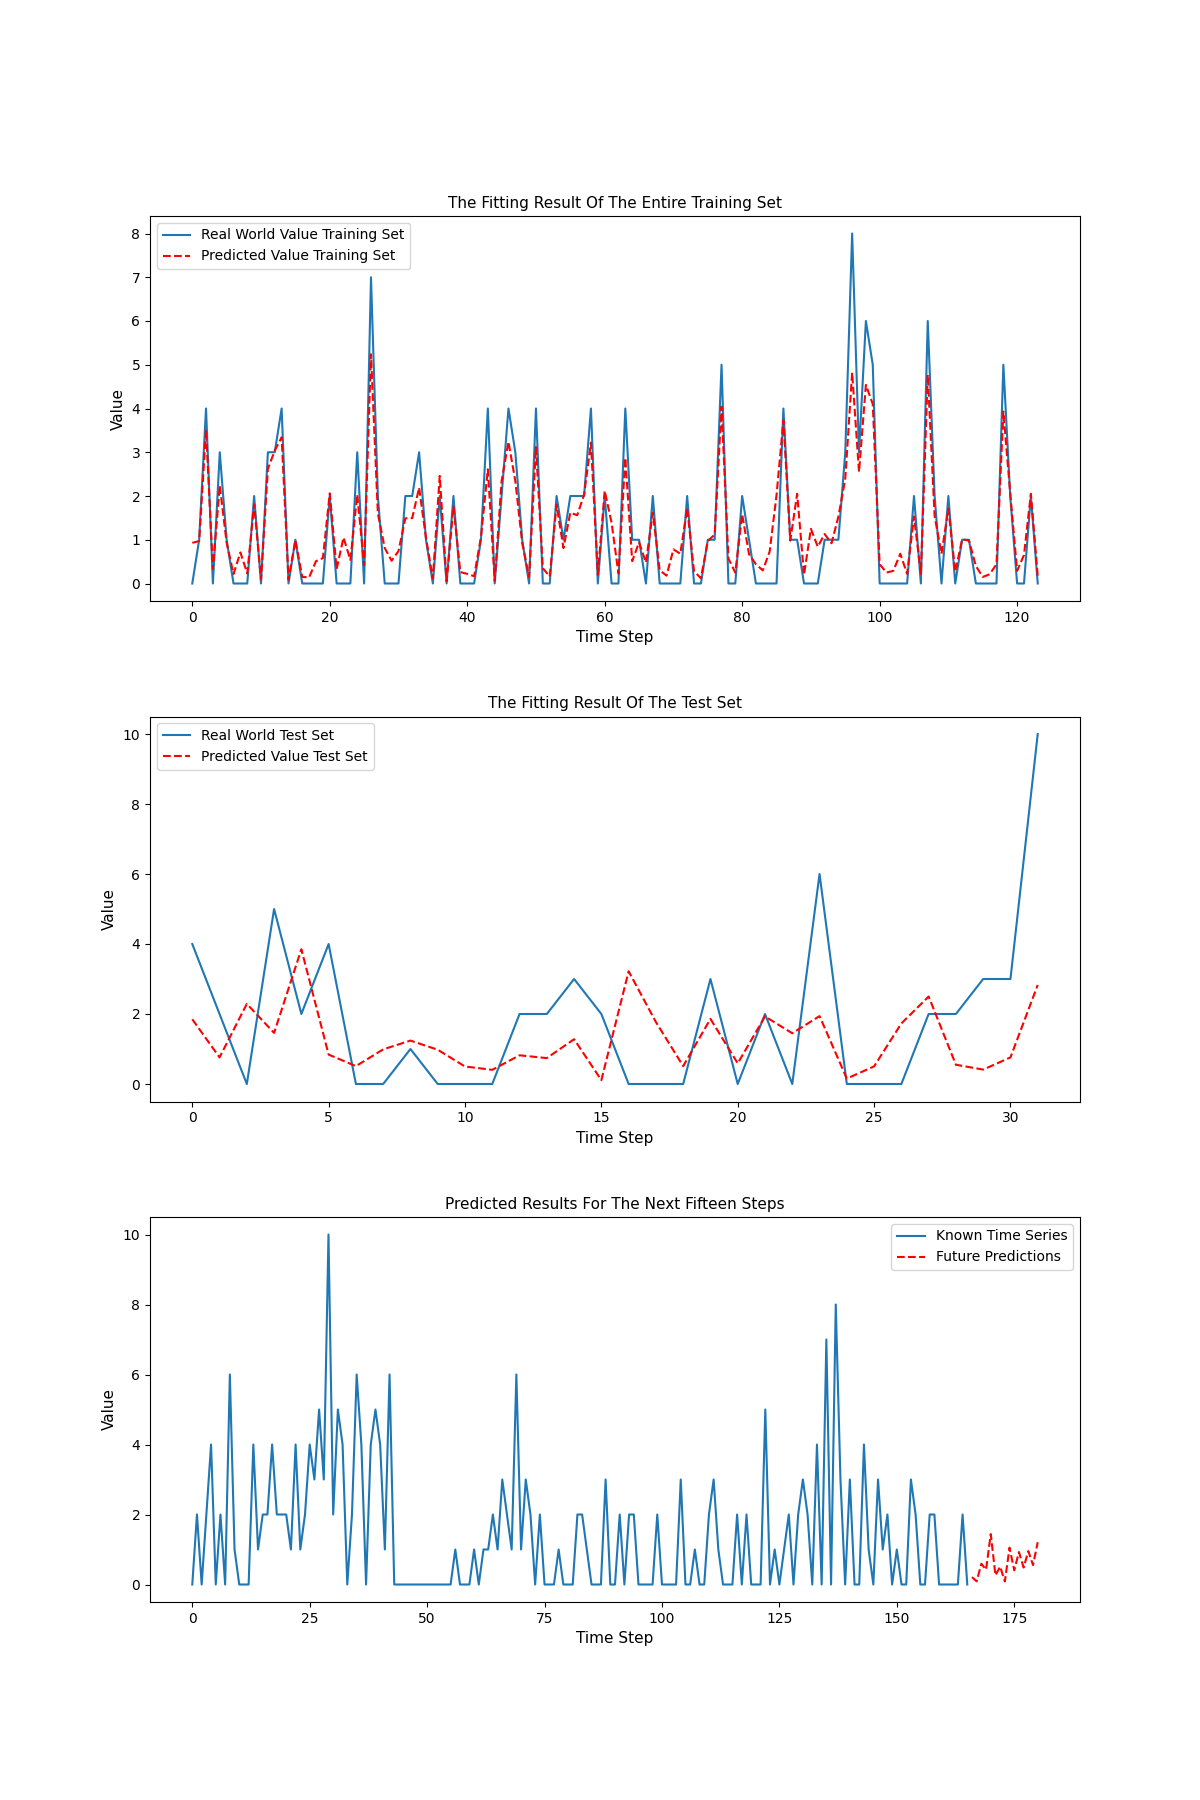 The Fitting Result Of The Entire Training Set
Real World Value Training Set
Predicted Value Training Set
8
7
6
5
4
3
2
1
0
Value
0 20 40 60 80 100 120
Time Step
The Fitting Result Of The Test Set
Real World Test Set
Predicted Value Test Set
10
8
6
4
2
0
Value
0 5 10 15 20 25 30
Time Step
Predicted Results For The Next Fifteen Steps
Known Time Series
Future Predictions
10
8
6
4
2
0
Value
0 25 50 75 100 125 150 175
Time Step